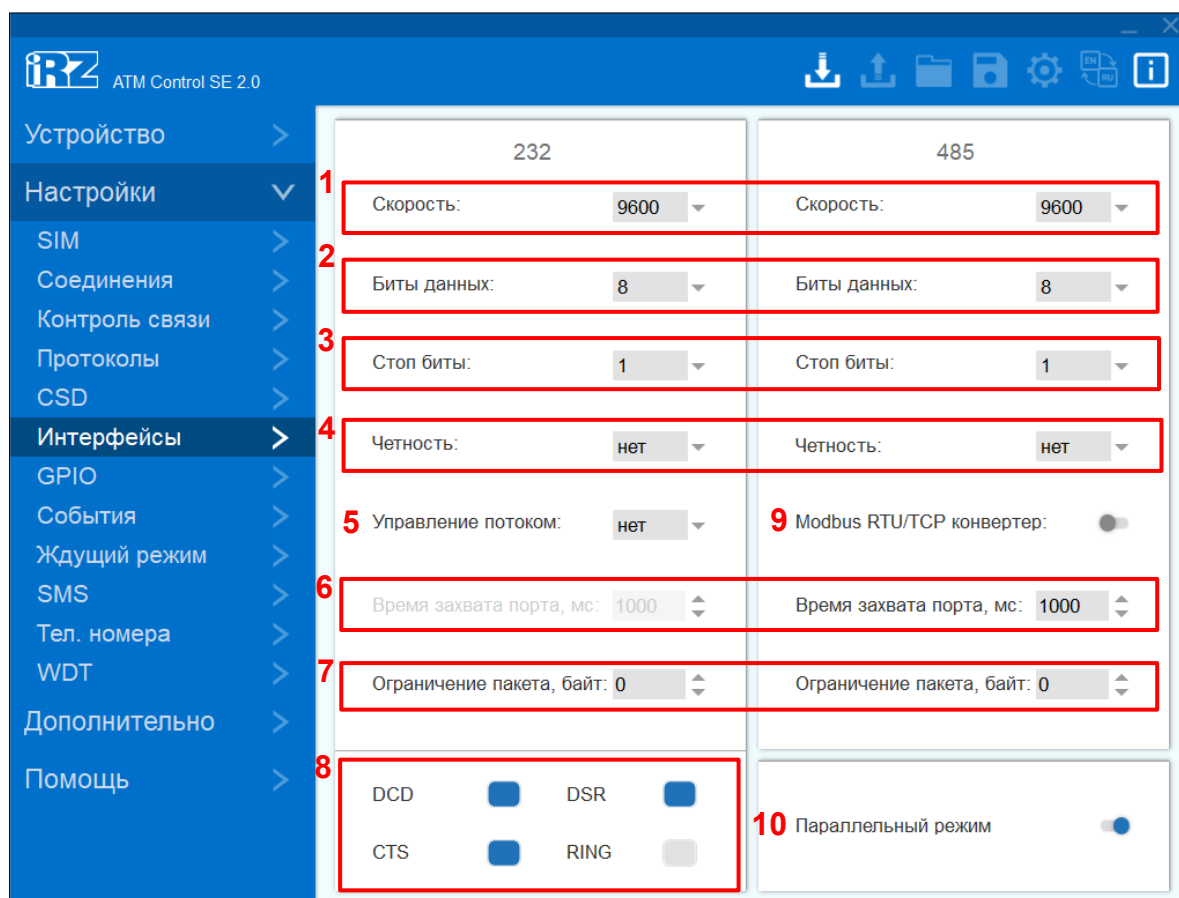 iRZ ATM Control SE 2.0
EN RU
Устройство
Настройки
SIM
Соединения
Контроль связи
Протоколы
CSD
Интерфейсы
GPIO
События
Ждущий режим
SMS
Тел. номера
WDT
Дополнительно
Помощь
232
485
1 Скорость: 9600 Скорость: 9600
2 Биты данных: 8 Биты данных: 8
3 Стоп биты: 1 Стоп биты: 1
4 Четность: нет Четность: нет
5 Управление потоком: нет 9 Modbus RTU/TCP конвертер:
6 Время захвата порта, мс: 1000 Время захвата порта, мс: 1000
7 Ограничение пакета, байт: 0 Ограничение пакета, байт: 0
8 DCD DSR
CTS RING
10 Параллельный режим